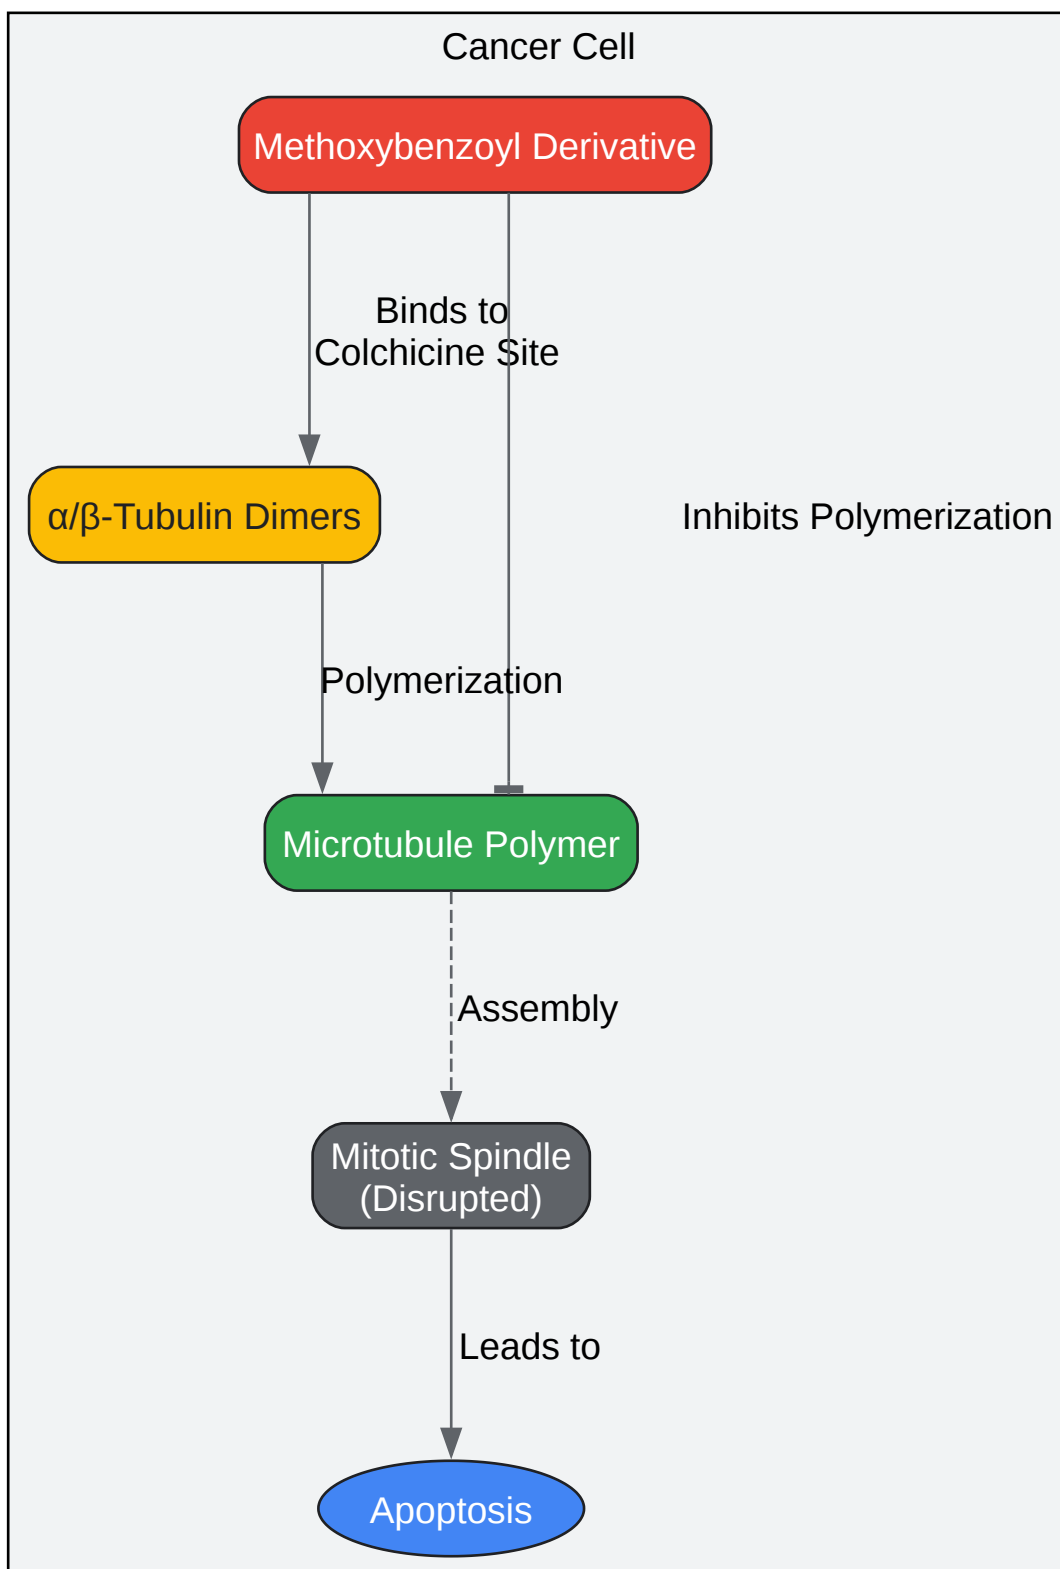 Cancer Cell
Methoxybenzoyl Derivative
Binds to
Colchicine Site
α/β-Tubulin Dimers
Inhibits Polymerization
Polymerization
Microtubule Polymer
Assembly
Mitotic Spindle
(Disrupted)
Leads to
Apoptosis